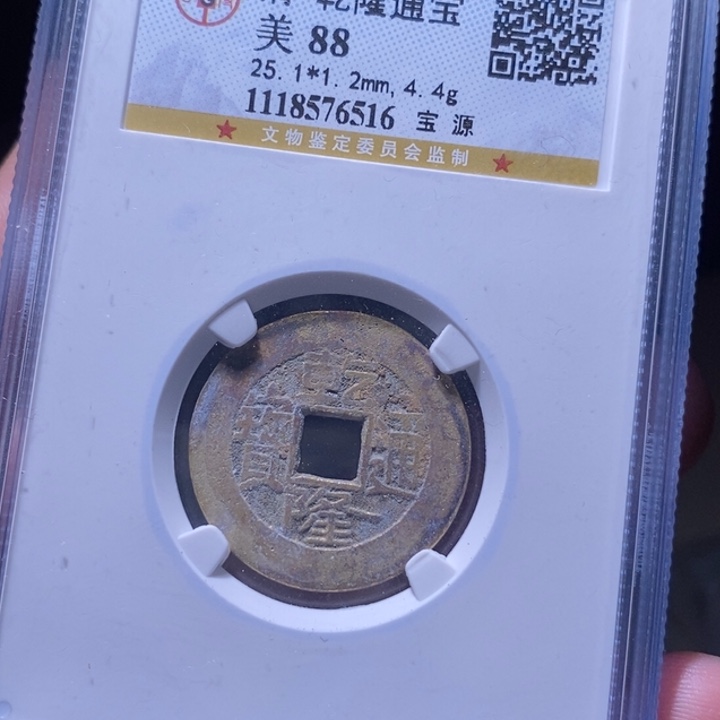 清 乾隆通宝
美 88
25.1*1.2mm, 4.4g
1118576516 宝 源
文物鉴定委员会监制
乾
寶 通
隆